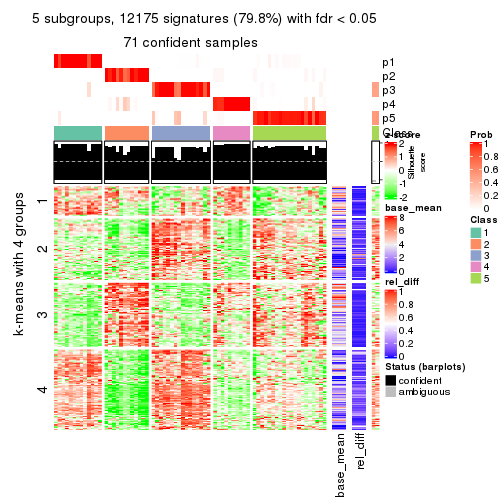 5 subgroups, 12175 signatures (79.8%) with fdr < 0.05
71 confident samples
p1
p2
p3
p4
p5
Class
z-score
2
1
0
-1
-2
Silhouette
score
Prob
1
0.8
0.6
0.4
0.2
0
Class
1
2
3
4
5
base_mean
8
6
4
2
0
rel_diff
1
0.8
0.6
0.4
0.2
0
Status (barplots)
confident
ambiguous
k-means with 4 groups
1
2
3
4
base_mean
rel_diff